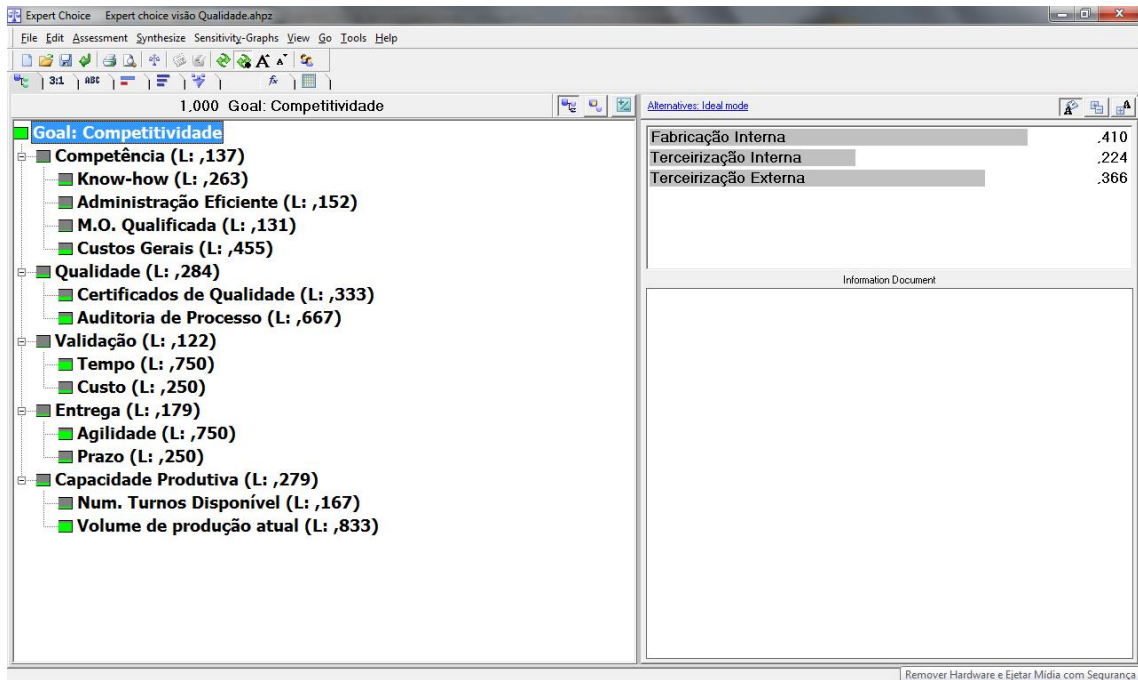 Expert Choice Expert choice visão Qualidade.ahpz
File Edit Assessment Synthesize Sensitivity-Graphs View Go Tools Help
3:1 ABC
1,000 Goal: Competitividade
Goal: Competitividade
Competência (L: ,137)
Know-how (L: ,263)
Administração Eficiente (L: ,152)
M.O. Qualificada (L: ,131)
Custos Gerais (L: ,455)
Qualidade (L: ,284)
Certificados de Qualidade (L: ,333)
Auditoria de Processo (L: ,667)
Validação (L: ,122)
Tempo (L: ,750)
Custo (L: ,250)
Entrega (L: ,179)
Agilidade (L: ,750)
Prazo (L: ,250)
Capacidade Produtiva (L: ,279)
Num. Turnos Disponível (L: ,167)
Volume de produção atual (L: ,833)
Alternatives: Ideal mode
Fabricação Interna ,410
Terceirização Interna ,224
Terceirização Externa ,366
Information Document
Remover Hardware e Ejetar Mídia com Segurança